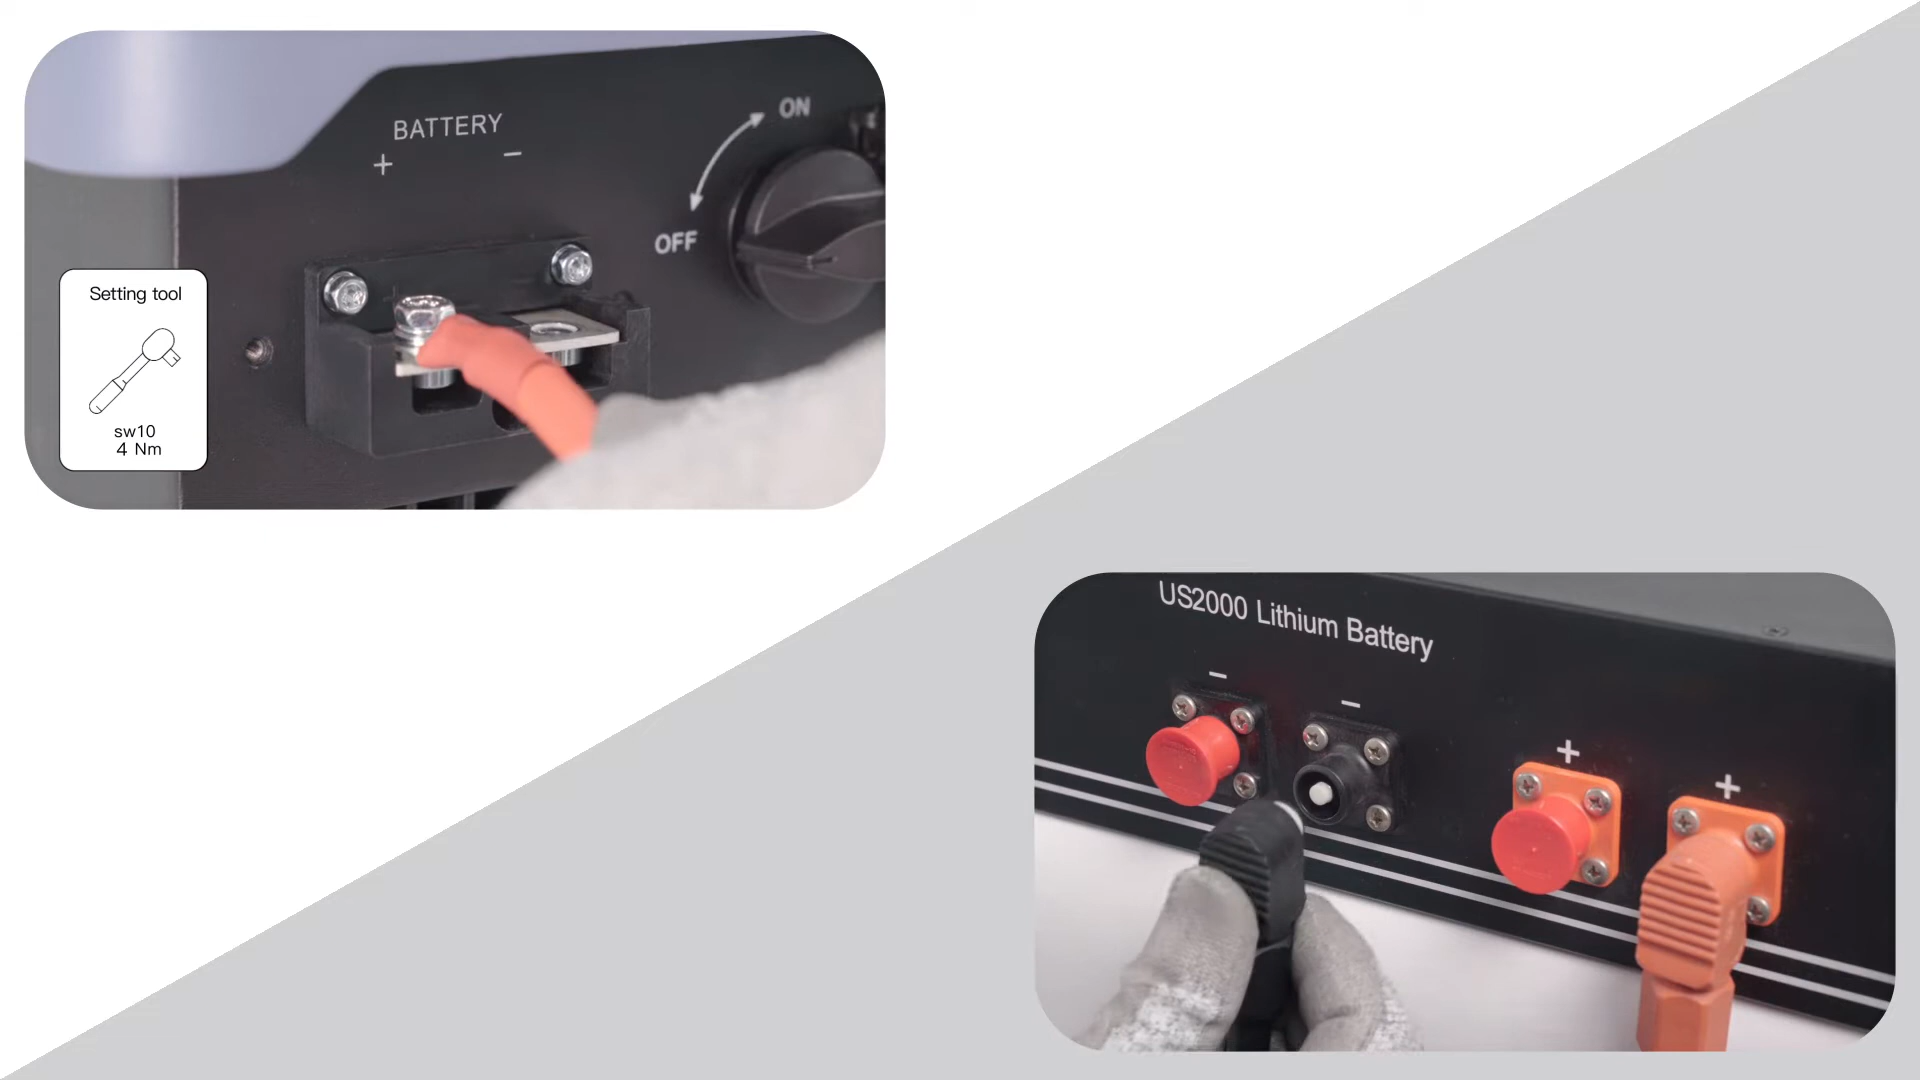 BATTERY
+ −
ON
OFF
Setting tool
sw10
4 Nm
US2000 Lithium Battery
− − + +